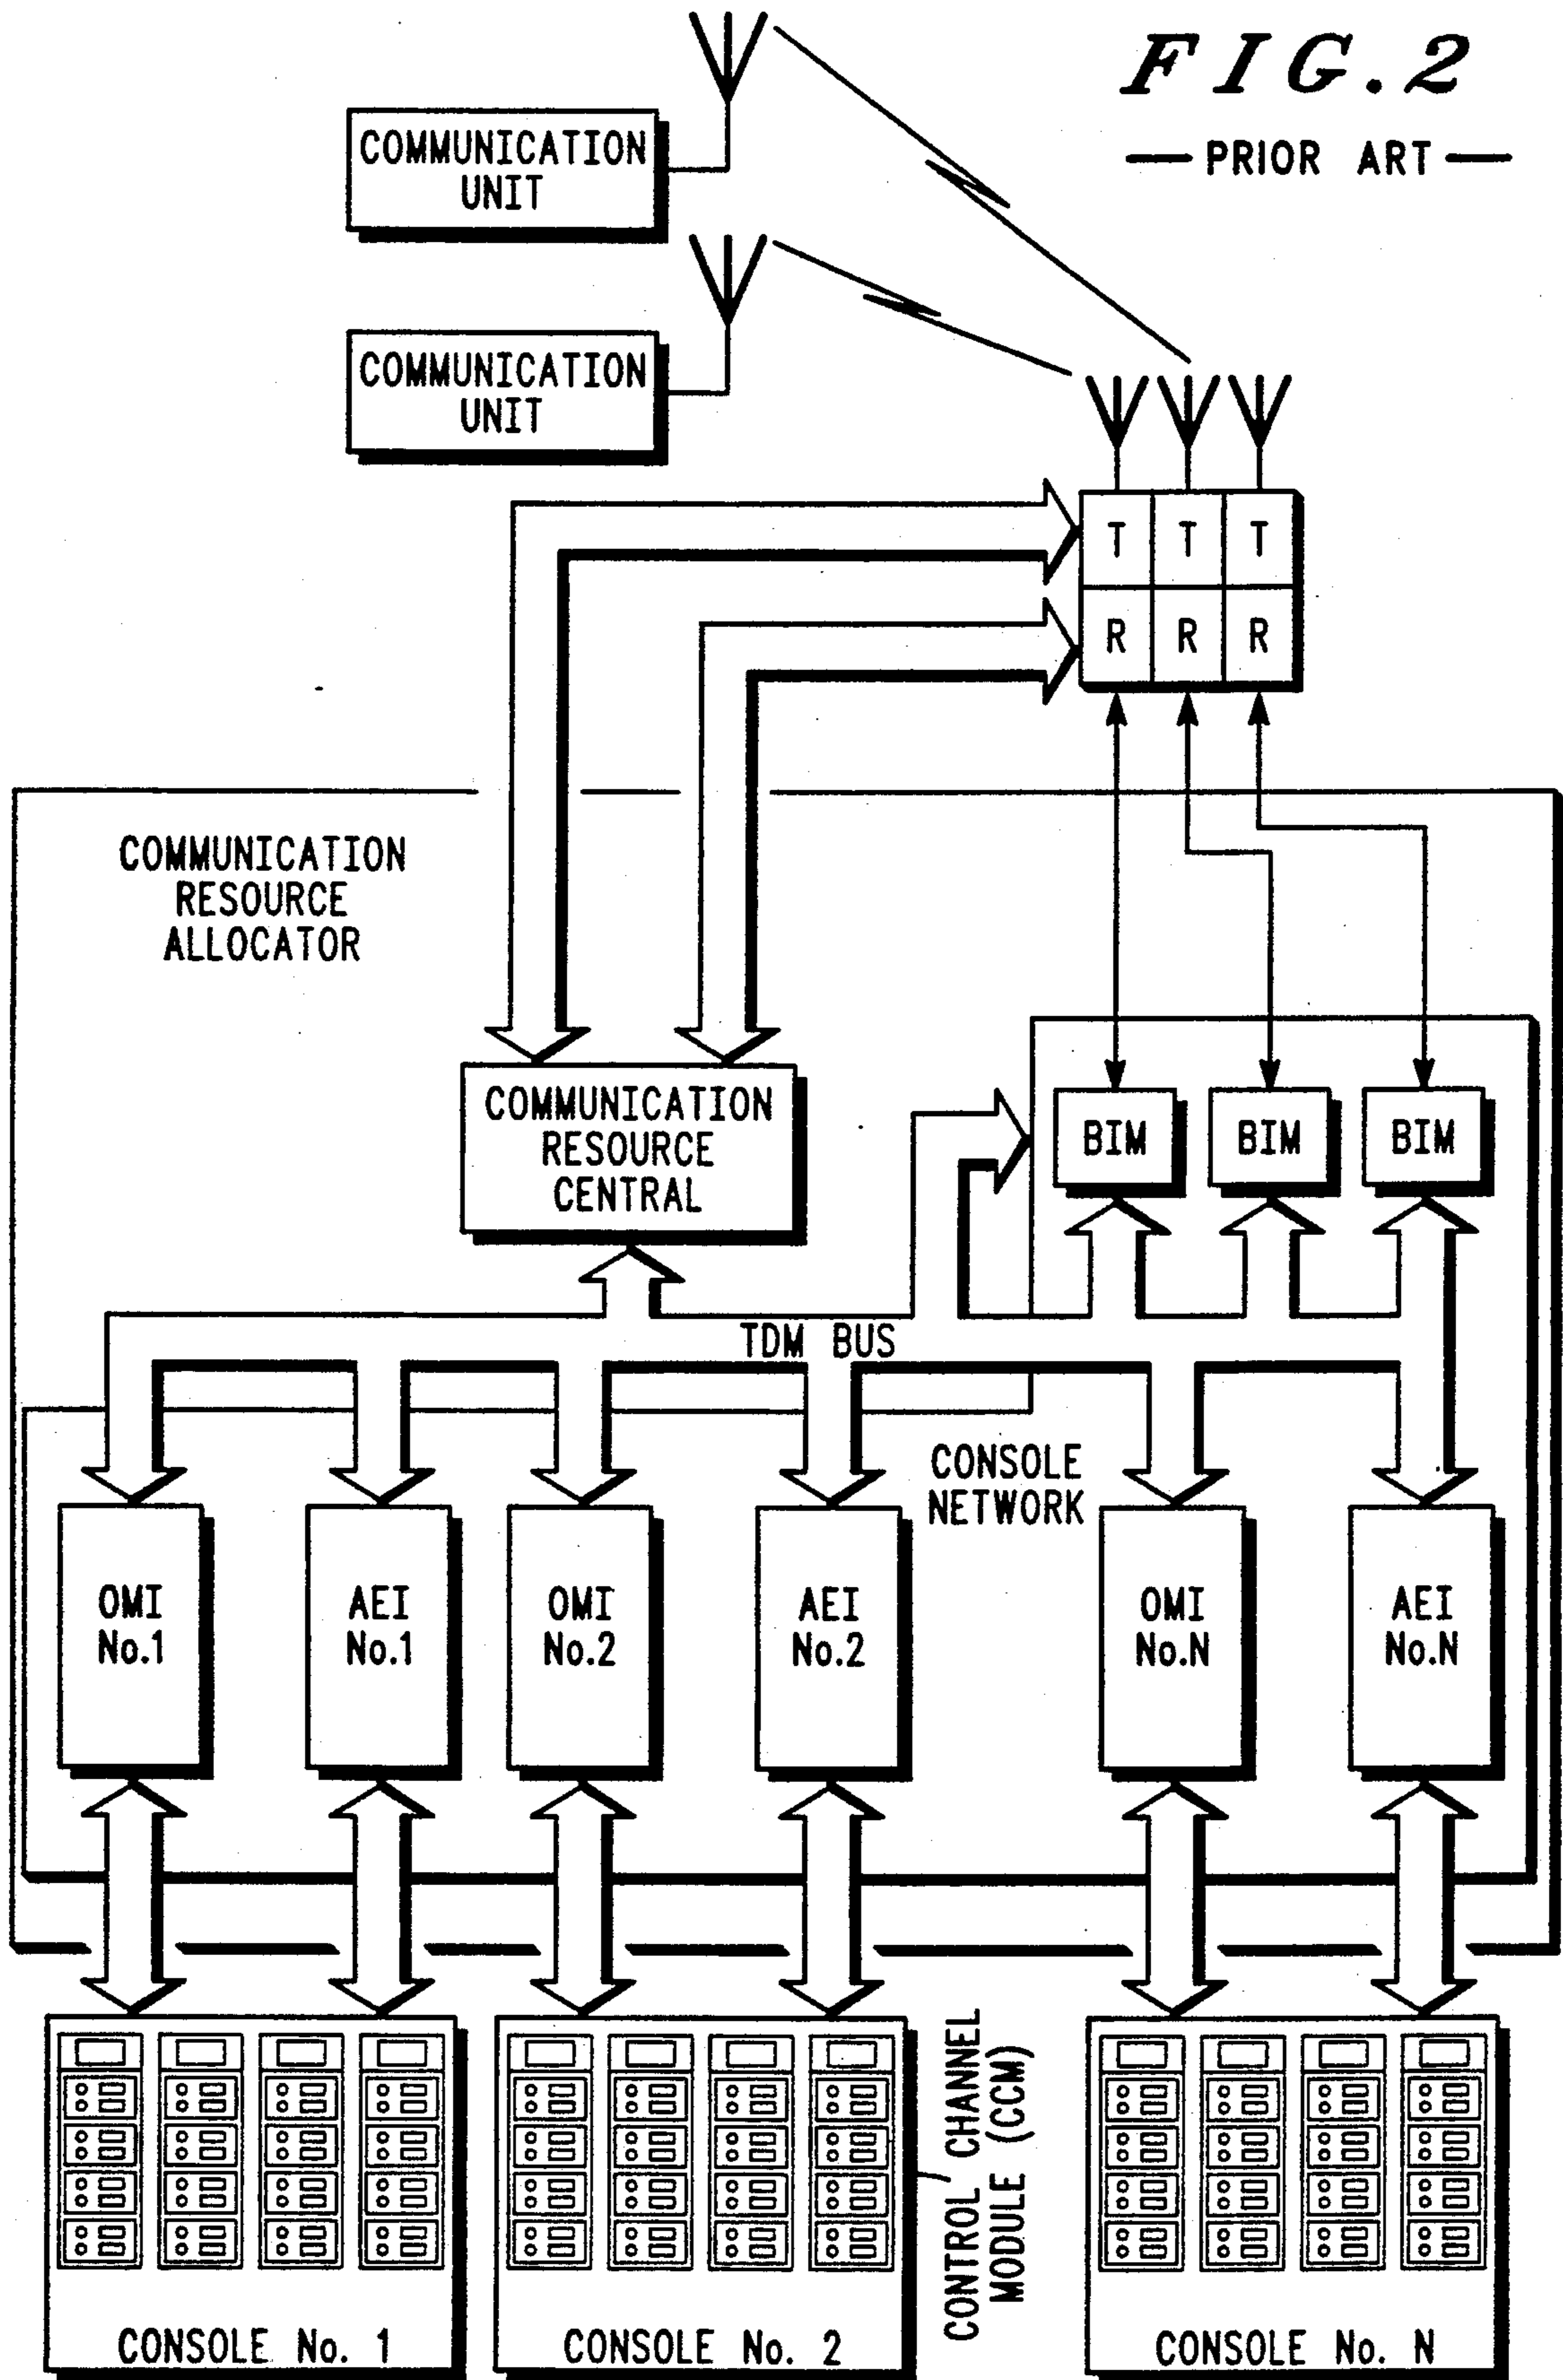 FIG.2
— PRIOR ART —
COMMUNICATION
UNIT
COMMUNICATION
UNIT
T T T
R R R
COMMUNICATION
RESOURCE
ALLOCATOR
COMMUNICATION
RESOURCE
CENTRAL
BIM BIM BIM
TDM BUS
CONSOLE
NETWORK
OMI
No.1
AEI
No.1
OMI
No.2
AEI
No.2
OMI
No.N
AEI
No.N
CONTROL CHANNEL
MODULE (CCM)
CONSOLE No. 1
CONSOLE No. 2
CONSOLE No. N